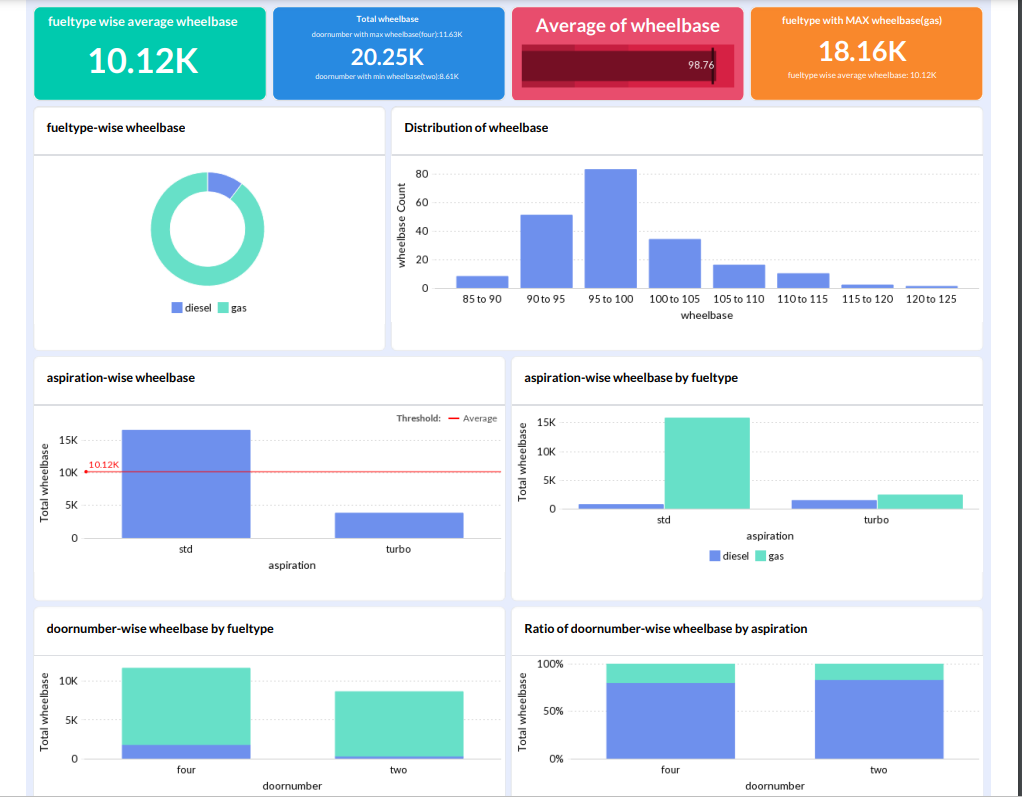 fueltype wise average wheelbase
10.12K
Total wheelbase
doornumber with max wheelbase(four):11.63K
20.25K
doornumber with min wheelbase(two):8.61K
Average of wheelbase
98.76
fueltype with MAX wheelbase(gas)
18.16K
fueltype wise average wheelbase: 10.12K
fueltype-wise wheelbase
diesel gas
Distribution of wheelbase
wheelbase Count
80
60
40
20
0
85 to 90 90 to 95 95 to 100 100 to 105 105 to 110 110 to 115 115 to 120 120 to 125
wheelbase
aspiration-wise wheelbase
Threshold: Average
Total wheelbase
15K
10.12K
10K
5K
0
std turbo
aspiration
aspiration-wise wheelbase by fueltype
Total wheelbase
15K
10K
5K
0
std turbo
aspiration
diesel gas
doornumber-wise wheelbase by fueltype
Total wheelbase
10K
5K
0
four two
doornumber
Ratio of doornumber-wise wheelbase by aspiration
Total wheelbase
100%
50%
0%
four two
doornumber